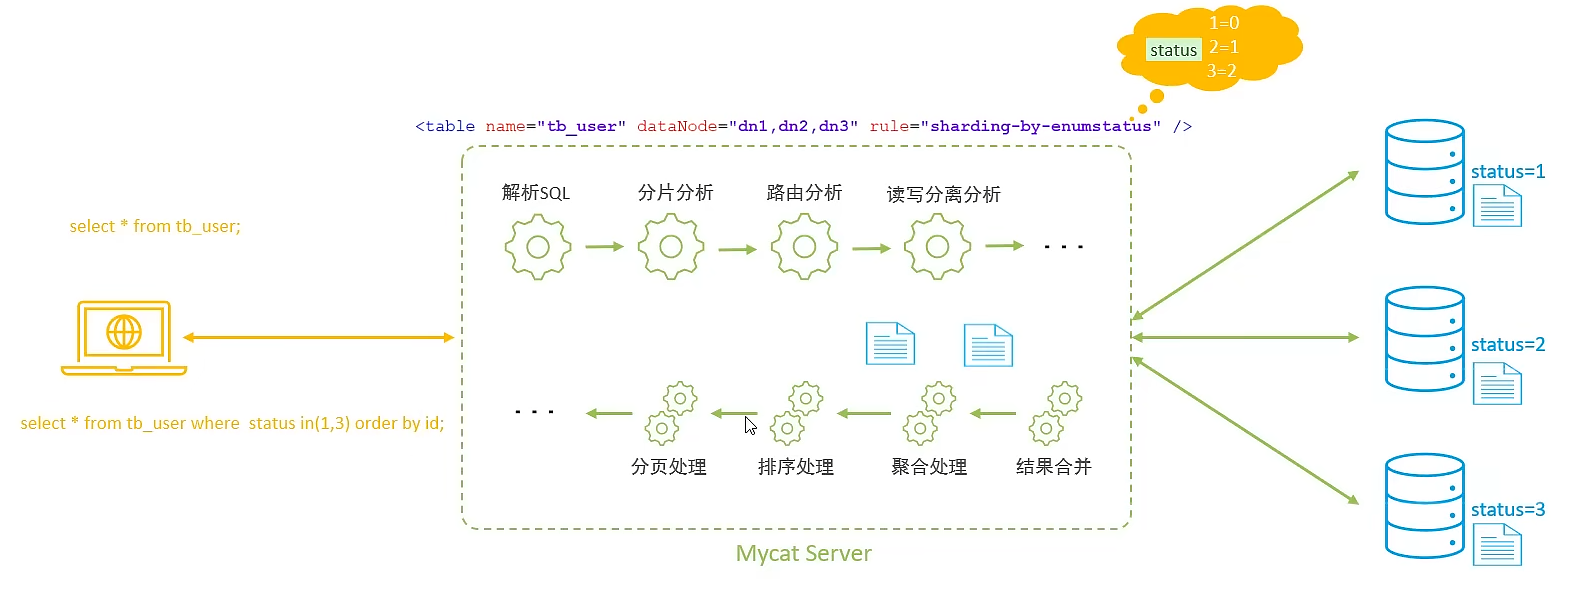 1=0
status
2=1
3=2
<table name="tb_user" dataNode="dn1,dn2,dn3" rule="sharding-by-enumstatus" />
解析SQL
分片分析
路由分析
读写分离分析
...
select * from tb_user;
select * from tb_user where  status in(1,3) order by id;
...
分页处理
排序处理
聚合处理
结果合并
Mycat Server
status=1
status=2
status=3